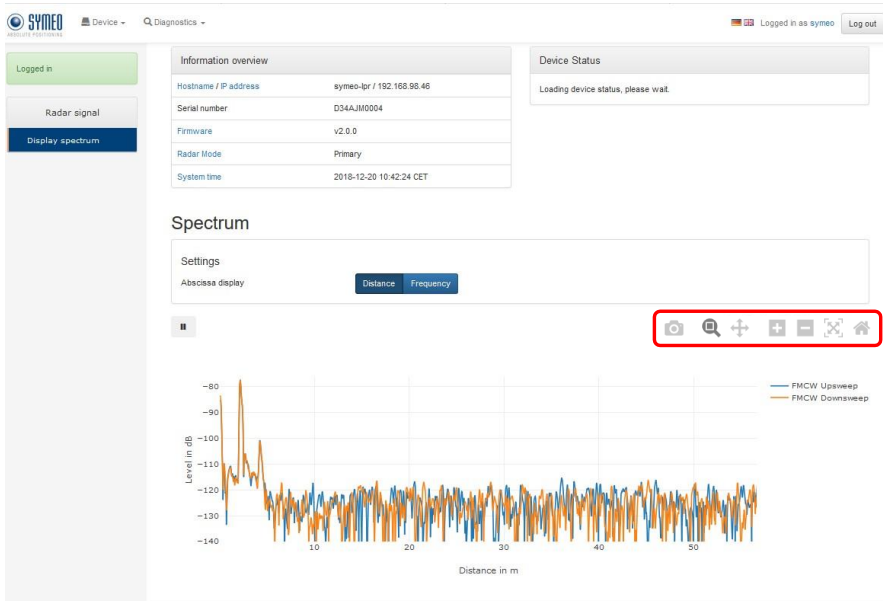 SYMEO
ABSOLUTE POSITIONING
Device
Diagnostics
Logged in as symeo
Log out
Logged in
Radar signal
Display spectrum
Information overview
Hostname / IP address symeo-lpr / 192.168.98.46
Serial number D34AJM0004
Firmware v2.0.0
Radar Mode Primary
System time 2018-12-20 10:42:24 CET
Device Status
Loading device status, please wait.
Spectrum
Settings
Abscissa display Distance Frequency
FMCW Upsweep
FMCW Downsweep
Level in dB
−80
−90
−100
−110
−120
−130
−140
10 20 30 40 50
Distance in m